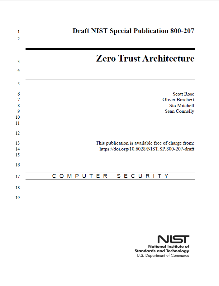 1 Draft NIST Special Publication 800-207
2
3 Zero Trust Architecture
4
5
6 Scott Rose
7 Oliver Borchert
8 Stu Mitchell
9 Sean Connelly
10
11
12
13 This publication is available free of charge from:
14 https://doi.org/10.6028/NIST.SP.800-207-draft
15
16
17 COMPUTER SECURITY
18
19
NIST
National Institute of
Standards and Technology
U.S. Department of Commerce